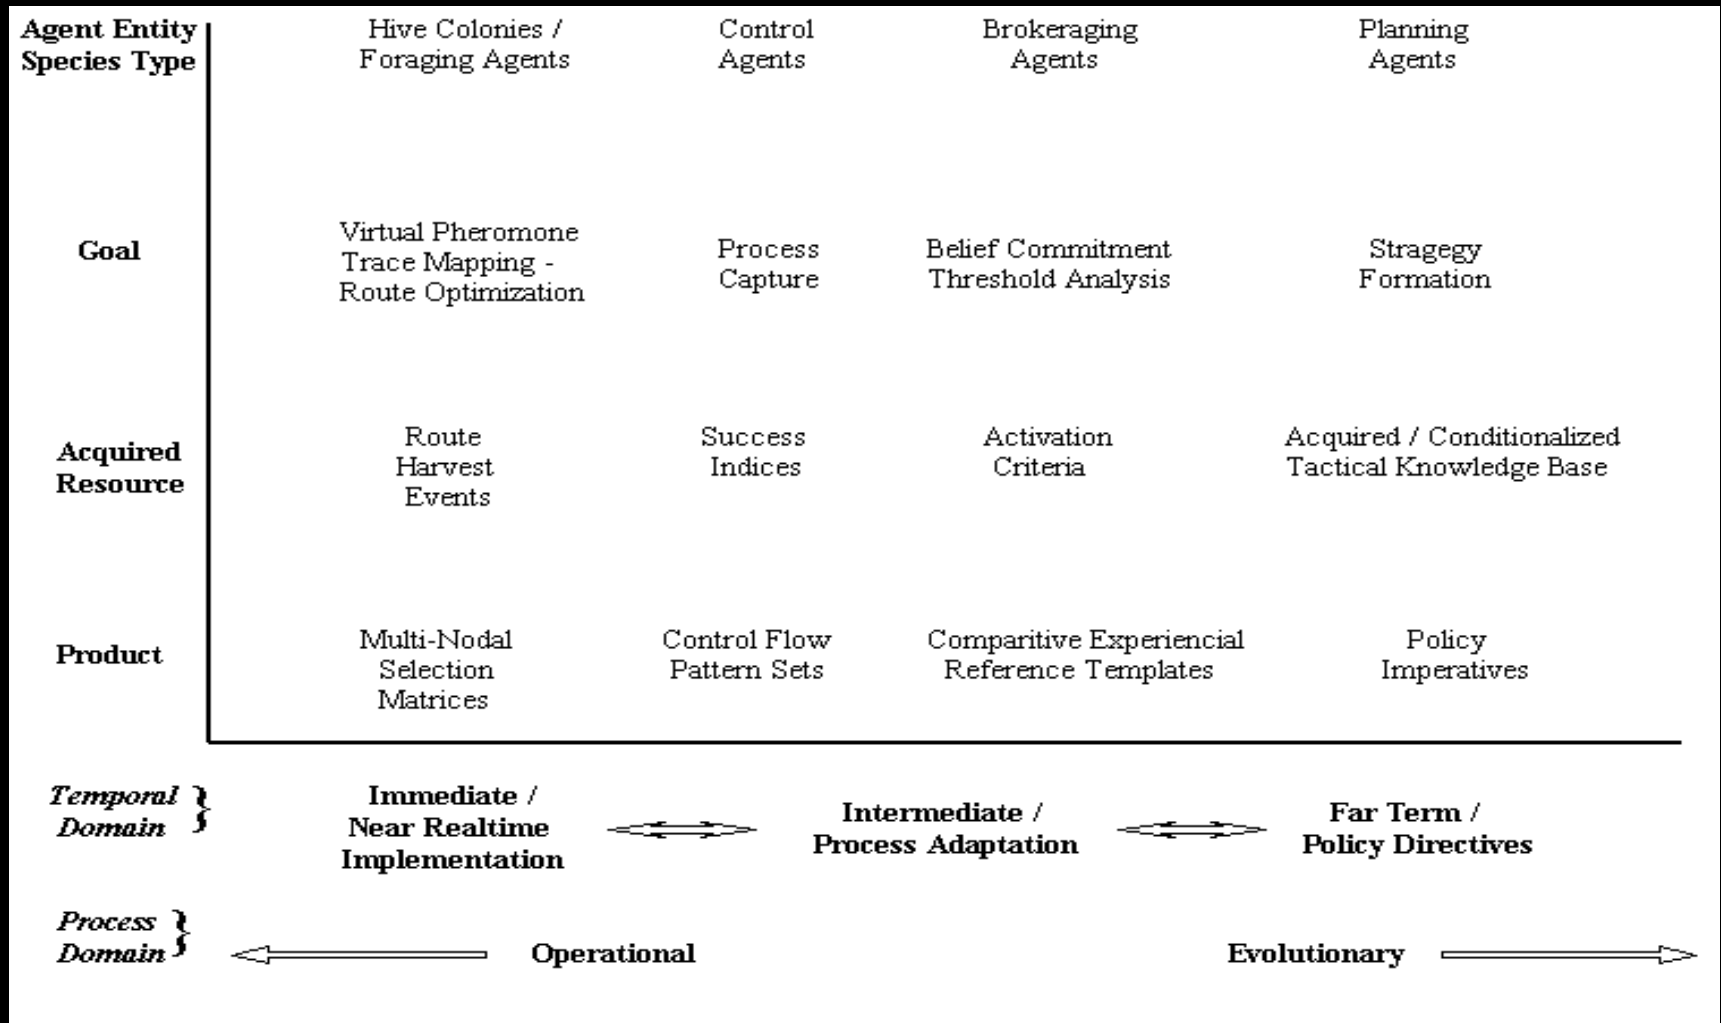 Agent Entity
Species Type
Hive Colonies /
Foraging Agents
Control
Agents
Brokeraging
Agents
Planning
Agents
Goal
Virtual Pheromone
Trace Mapping -
Route Optimization
Process
Capture
Belief Commitment
Threshold Analysis
Stragegy
Formation
Acquired
Resource
Route
Harvest
Events
Success
Indices
Activation
Criteria
Acquired / Conditionalized
Tactical Knowledge Base
Product
Multi-Nodal
Selection
Matrices
Control Flow
Pattern Sets
Comparitive Experiencial
Reference Templates
Policy
Imperatives
Temporal
Domain
Immediate /
Near Realtime
Implementation
Intermediate /
Process Adaptation
Far Term /
Policy Directives
Process
Domain
Operational
Evolutionary